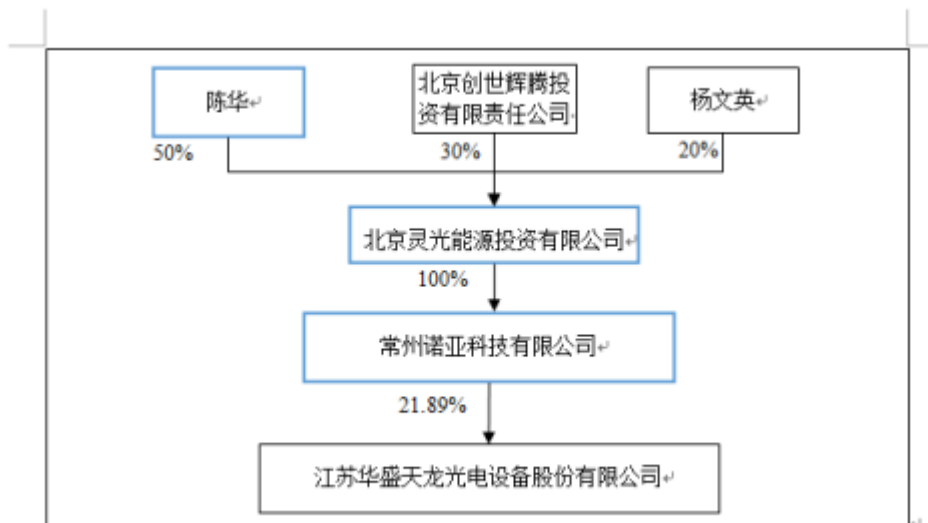 陈华
北京创世辉腾投
资有限责任公司
杨文英
50%
30%
20%
北京灵光能源投资有限公司
100%
常州诺亚科技有限公司
21.89%
江苏华盛天龙光电设备股份有限公司